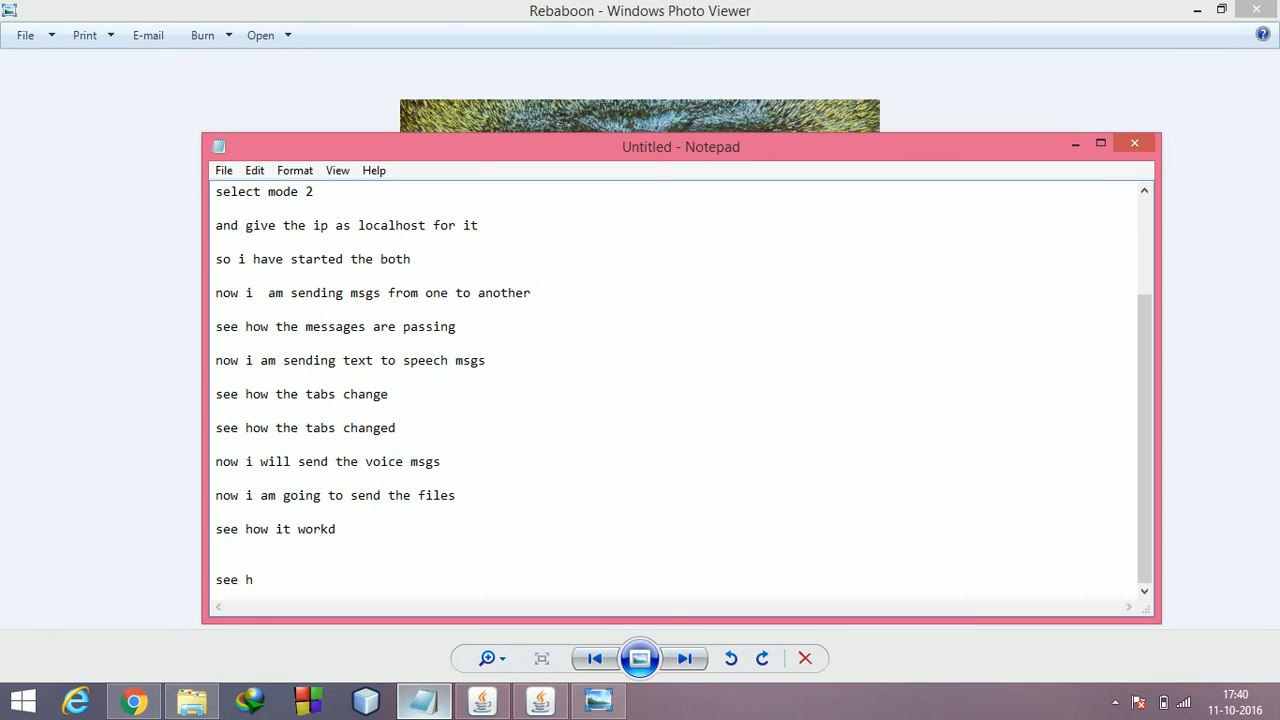 Rebaboon - Windows Photo Viewer
File Print E-mail Burn Open
Untitled - Notepad
File Edit Format View Help
select mode 2
and give the ip as localhost for it
so i have started the both
now i  am sending msgs from one to another
see how the messages are passing
now i am sending text to speech msgs
see how the tabs change
see how the tabs changed
now i will send the voice msgs
now i am going to send the files
see how it workd
see h
17:40
11-10-2016